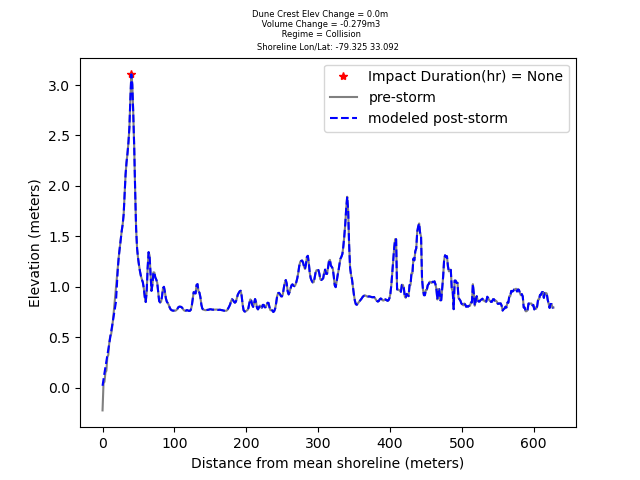 Dune Crest Elev Change = 0.0m
Volume Change = -0.279m3
Regime = Collision
Shoreline Lon/Lat: -79.325 33.092
Impact Duration(hr) = None
pre-storm
modeled post-storm
Elevation (meters)
3.0
2.5
2.0
1.5
1.0
0.5
0.0
0 100 200 300 400 500 600
Distance from mean shoreline (meters)